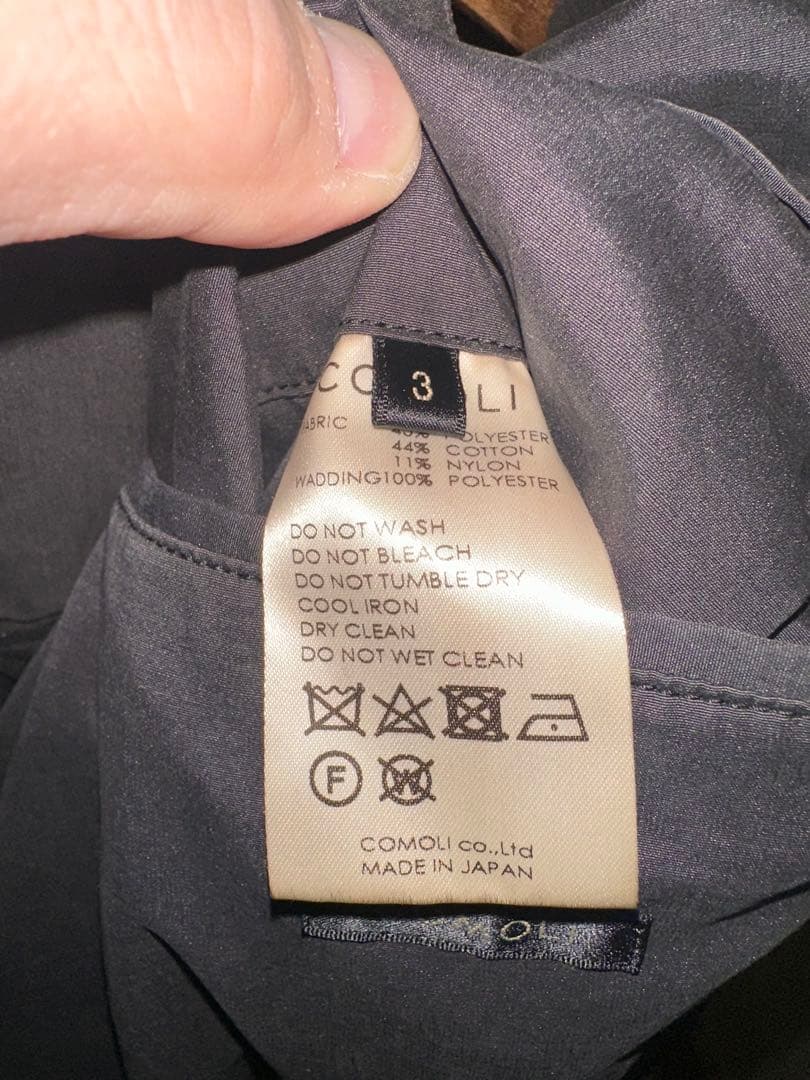 3
LI
44% COTTON
11% NYLON
WADDING100% POLYESTER
DO NOT WASH
DO NOT BLEACH
DO NOT TUMBLE DRY
COOL IRON
DRY CLEAN
DO NOT WET CLEAN
F W
COMOLI co.,Ltd
MADE IN JAPAN